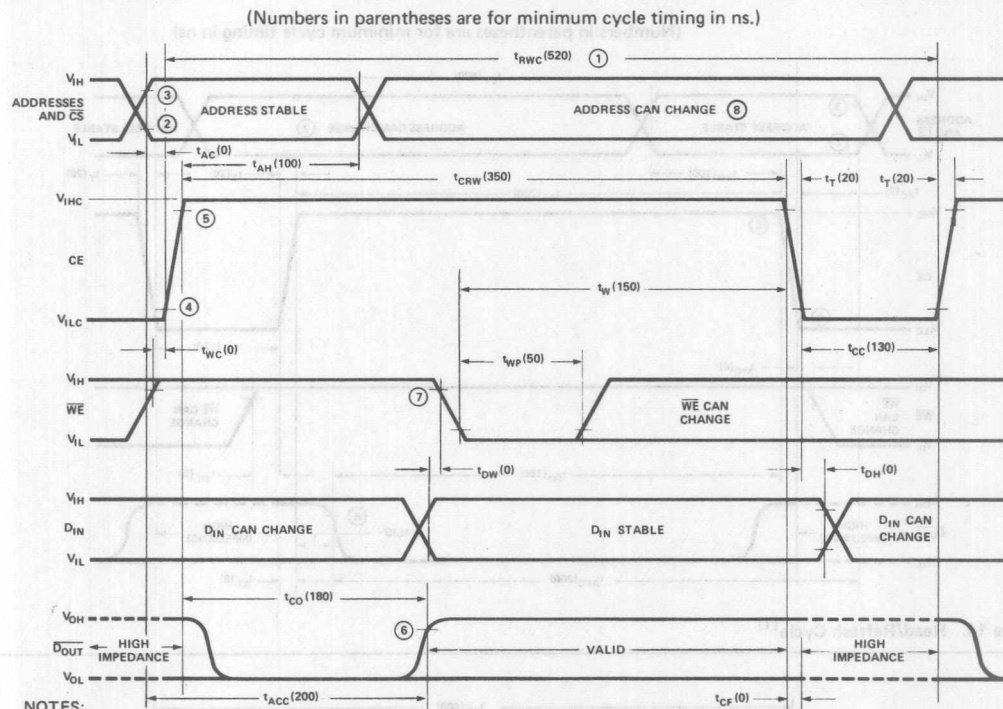 (Numbers in parentheses are for minimum cycle timing in ns.)
tRWC(520) ①
VIH
ADDRESSES AND C̅S̅
VIL
③
②
ADDRESS STABLE
ADDRESS CAN CHANGE ⑧
tAC(0)
tAH(100)
tCRW(350)
tT(20)
tT(20)
VIHC
CE
VILC
⑤
④
tW(150)
tWC(0)
tWP(50)
tCC(130)
VIH
W̅E̅
VIL
⑦
W̅E̅ CAN
CHANGE
tDW(0)
tDH(0)
VIH
DIN
VIL
DIN CAN CHANGE
DIN STABLE
DIN CAN
CHANGE
tCO(180)
VOH
D̅O̅U̅T̅
VOL
HIGH
IMPEDANCE
⑥
VALID
HIGH
IMPEDANCE
tACC(200)
tCF(0)
NOTES: